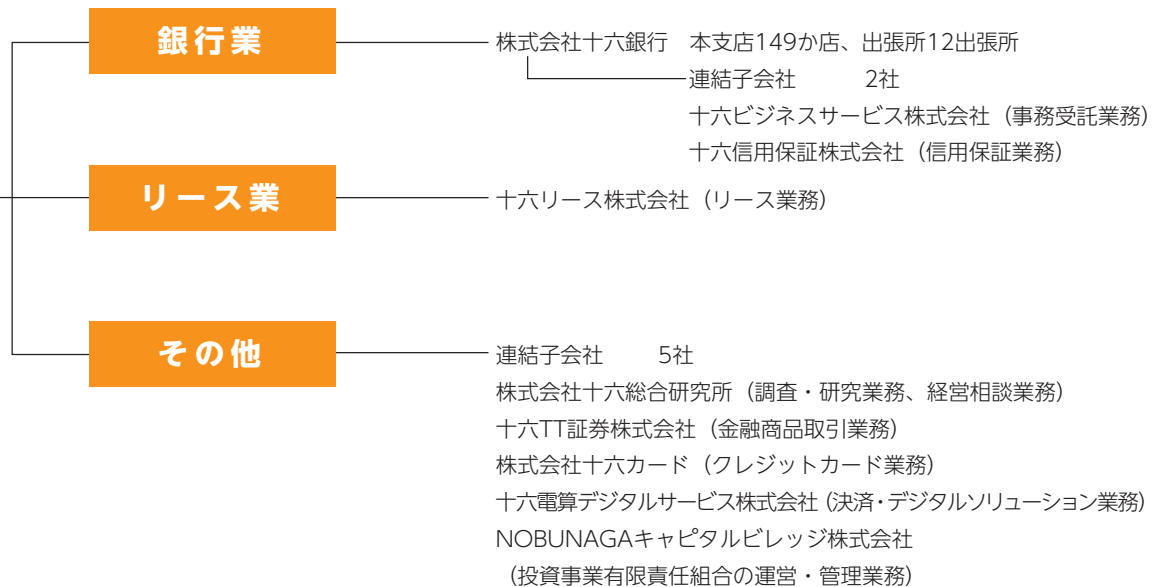 銀行業
株式会社十六銀行　本支店149か店、出張所12出張所
連結子会社　2社
十六ビジネスサービス株式会社（事務受託業務）
十六信用保証株式会社（信用保証業務）
リース業
十六リース株式会社（リース業務）
その他
連結子会社　5社
株式会社十六総合研究所（調査・研究業務、経営相談業務）
十六TT証券株式会社（金融商品取引業務）
株式会社十六カード（クレジットカード業務）
十六電算デジタルサービス株式会社（決済・デジタルソリューション業務）
NOBUNAGAキャピタルビレッジ株式会社
（投資事業有限責任組合の運営・管理業務）